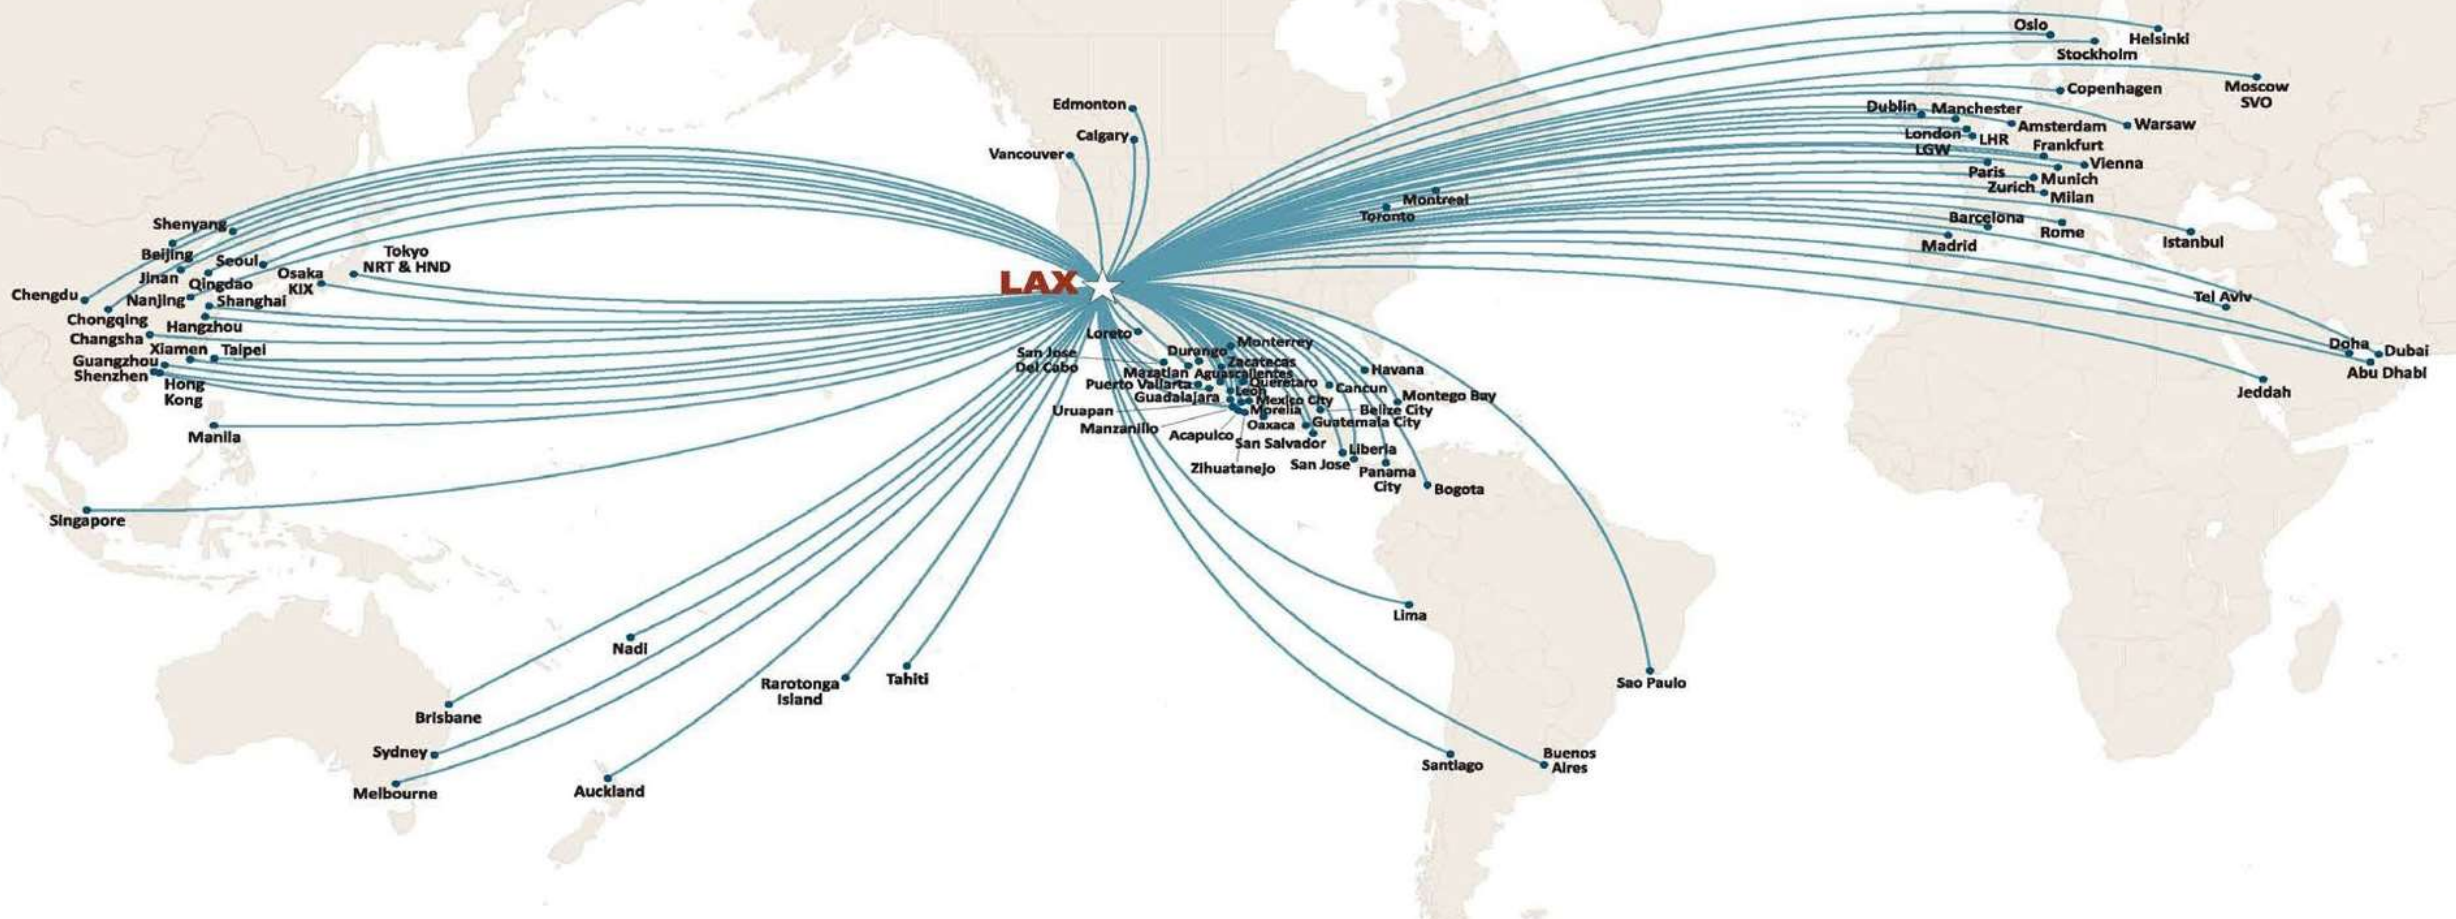 Oslo
Helsinki
Stockholm
Moscow
SVO
Copenhagen
Edmonton
Dublin
Manchester
Calgary
Amsterdam
Warsaw
London
LGW
LHR
Frankfurt
Vancouver
Vienna
Paris
Munich
Zurich
Milan
Montreal
Toronto
Barcelona
Rome
Madrid
Istanbul
Shenyang
Beijing
Seoul
Tokyo
NRT & HND
Jinan
Qingdao
Osaka
KIX
LAX
Chengdu
Nanjing
Shanghai
Tel Aviv
Chongqing
Hangzhou
Changsha
Loreto
Xiamen
Taipei
Monterrey
Doha
Dubai
San Jose
Del Cabo
Durango
Guangzhou
Zacatecas
Havana
Abu Dhabi
Shenzhen
Mazatlan
Aguascalientes
Hong
Kong
Puerto Vallarta
Queretaro
Cancun
Jeddah
Leon
Guadalajara
Mexico City
Montego Bay
Uruapan
Morelia
Belize City
Manzanillo
Oaxaca
Guatemala City
Manila
Acapulco
San Salvador
Liberia
Zihuatanejo
San Jose
Panama
City
Bogota
Singapore
Lima
Nadi
Rarotonga
Island
Tahiti
Sao Paulo
Brisbane
Sydney
Santiago
Buenos
Aires
Melbourne
Auckland